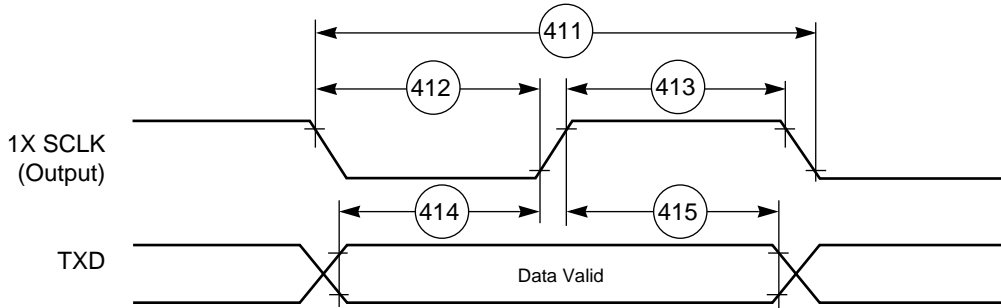 411
412
413
1X SCLK
(Output)
414
415
TXD
Data Valid